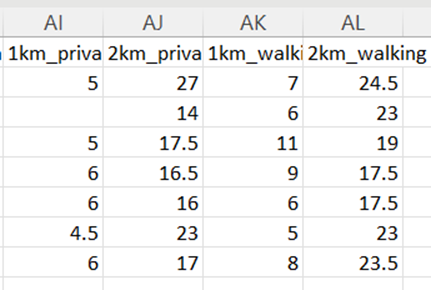 AI AJ AK AL
1km_priva 2km_priva 1km_walki 2km_walking
5 27 7 24.5
14 6 23
5 17.5 11 19
6 16.5 9 17.5
6 16 6 17.5
4.5 23 5 23
6 17 8 23.5